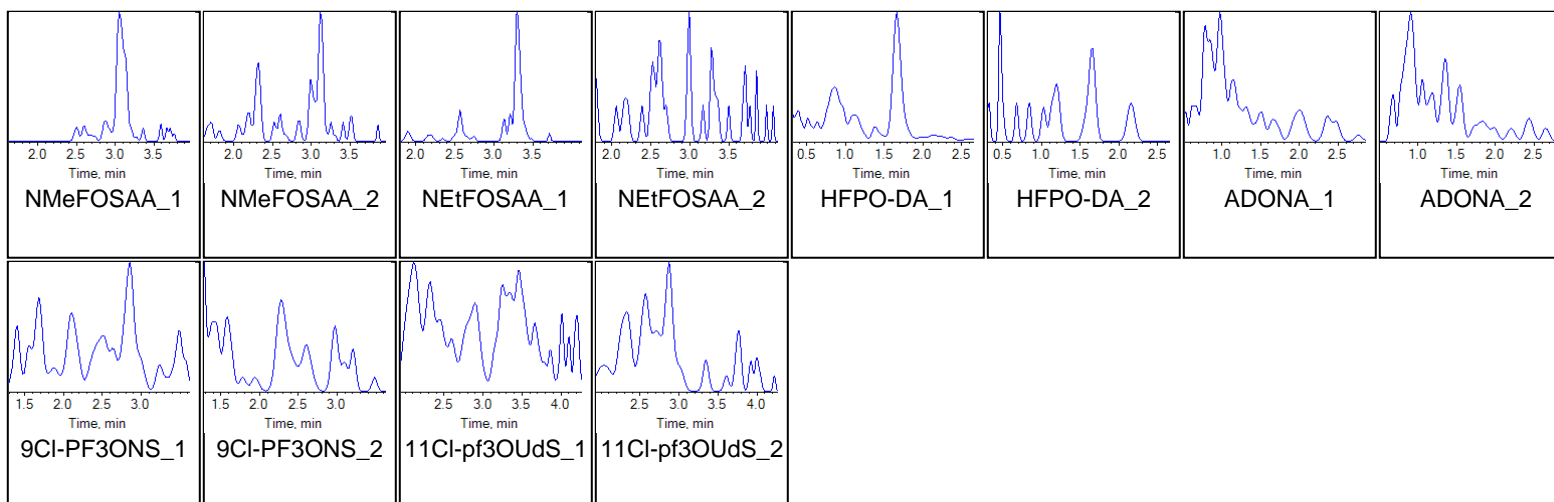 2.0 2.5 3.0 3.5 2.0 2.5 3.0 3.5 2.0 2.5 3.0 3.5 2.0 2.5 3.0 3.5 0.5 1.0 1.5 2.0 2.5 0.5 1.0 1.5 2.0 2.5 1.0 1.5 2.0 2.5 1.0 1.5 2.0 2.5
Time, min Time, min Time, min Time, min Time, min Time, min Time, min Time, min
NMeFOSAA_1 NMeFOSAA_2 NEtFOSAA_1 NEtFOSAA_2 HFPO-DA_1 HFPO-DA_2 ADONA_1 ADONA_2
1.5 2.0 2.5 3.0 1.5 2.0 2.5 3.0 2.5 3.0 3.5 4.0 2.5 3.0 3.5 4.0
Time, min Time, min Time, min Time, min
9Cl-PF3ONS_1 9Cl-PF3ONS_2 11Cl-pf3OUdS_1 11Cl-pf3OUdS_2